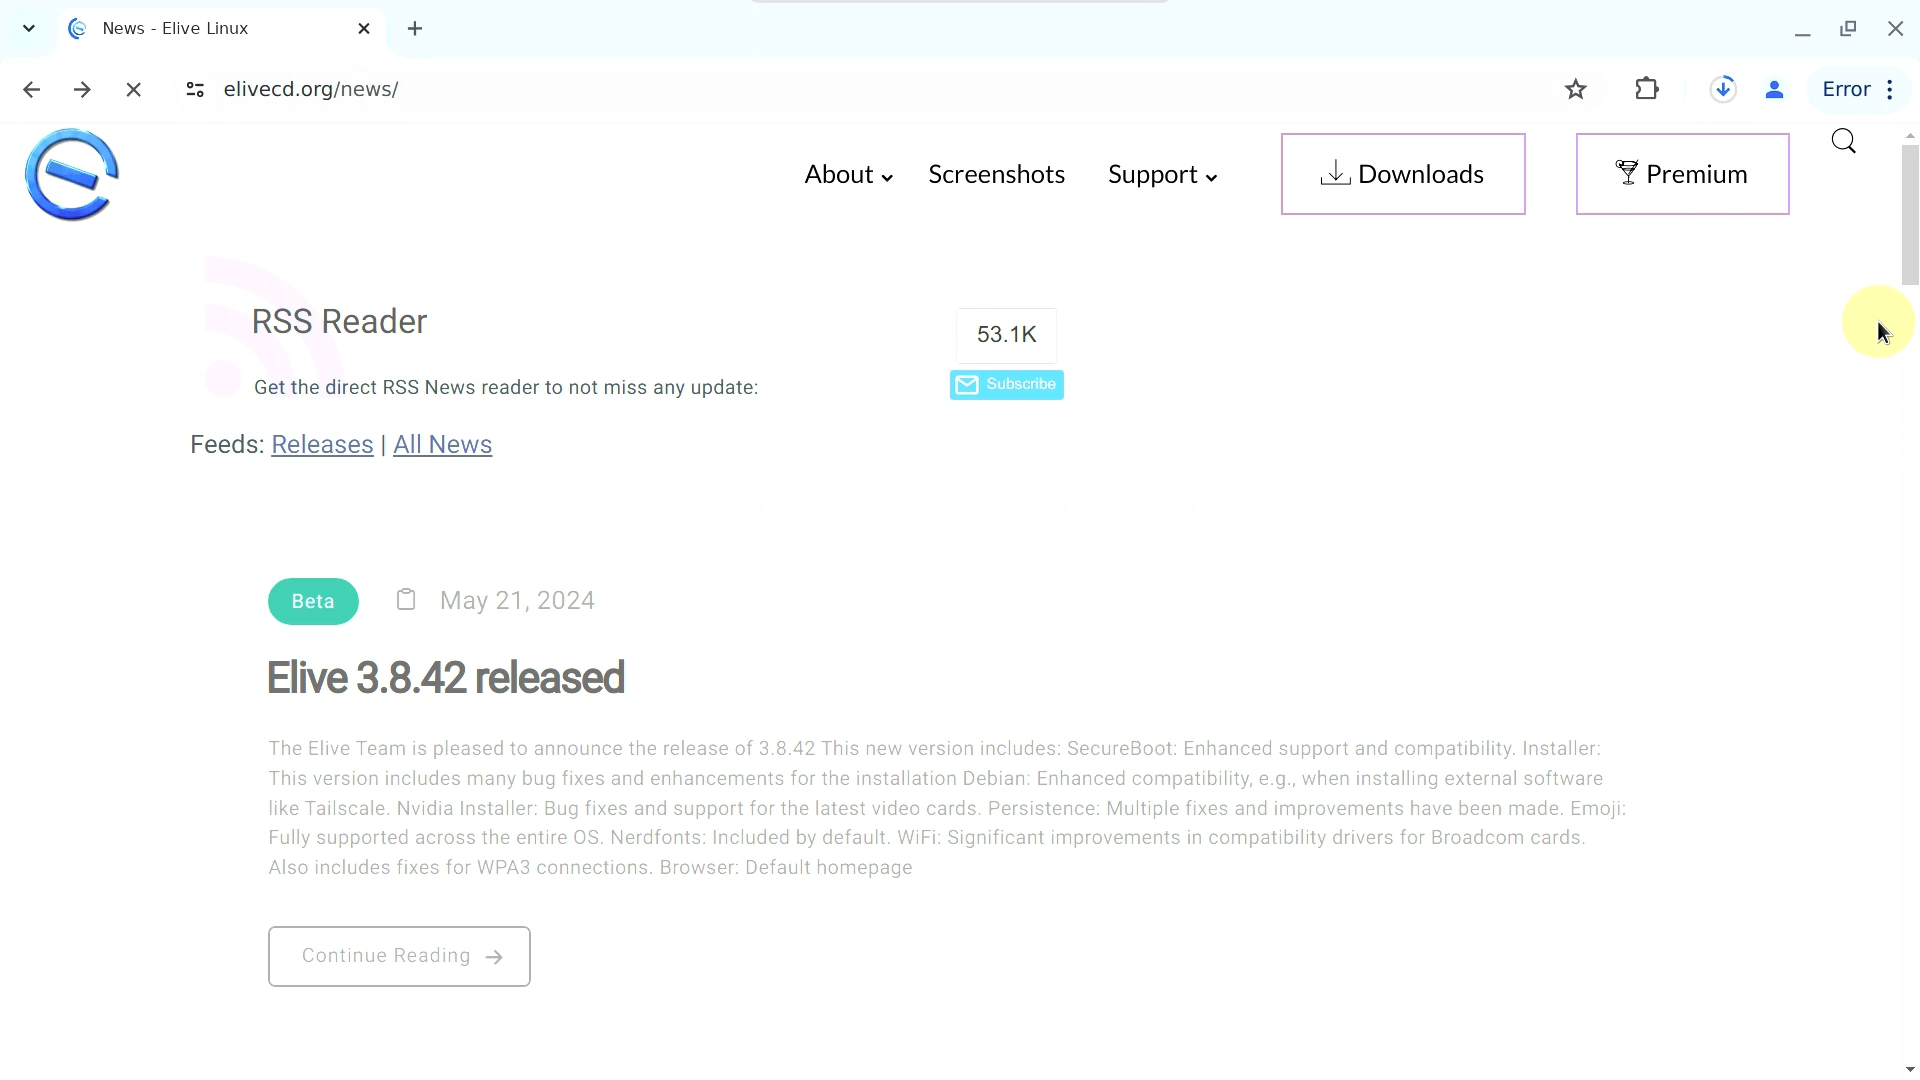 News - Elive Linux
elivecd.org/news/
Error
About
Screenshots
Support
Downloads
Premium
RSS Reader
53.1K
Get the direct RSS News reader to not miss any update:
Subscribe
Feeds: Releases | All News
Beta
May 21, 2024
Elive 3.8.42 released
The Elive Team is pleased to announce the release of 3.8.42 This new version includes: SecureBoot: Enhanced support and compatibility. Installer:
This version includes many bug fixes and enhancements for the installation Debian: Enhanced compatibility, e.g., when installing external software
like Tailscale. Nvidia Installer: Bug fixes and support for the latest video cards. Persistence: Multiple fixes and improvements have been made. Emoji:
Fully supported across the entire OS. Nerdfonts: Included by default. WiFi: Significant improvements in compatibility drivers for Broadcom cards.
Also includes fixes for WPA3 connections. Browser: Default homepage
Continue Reading →